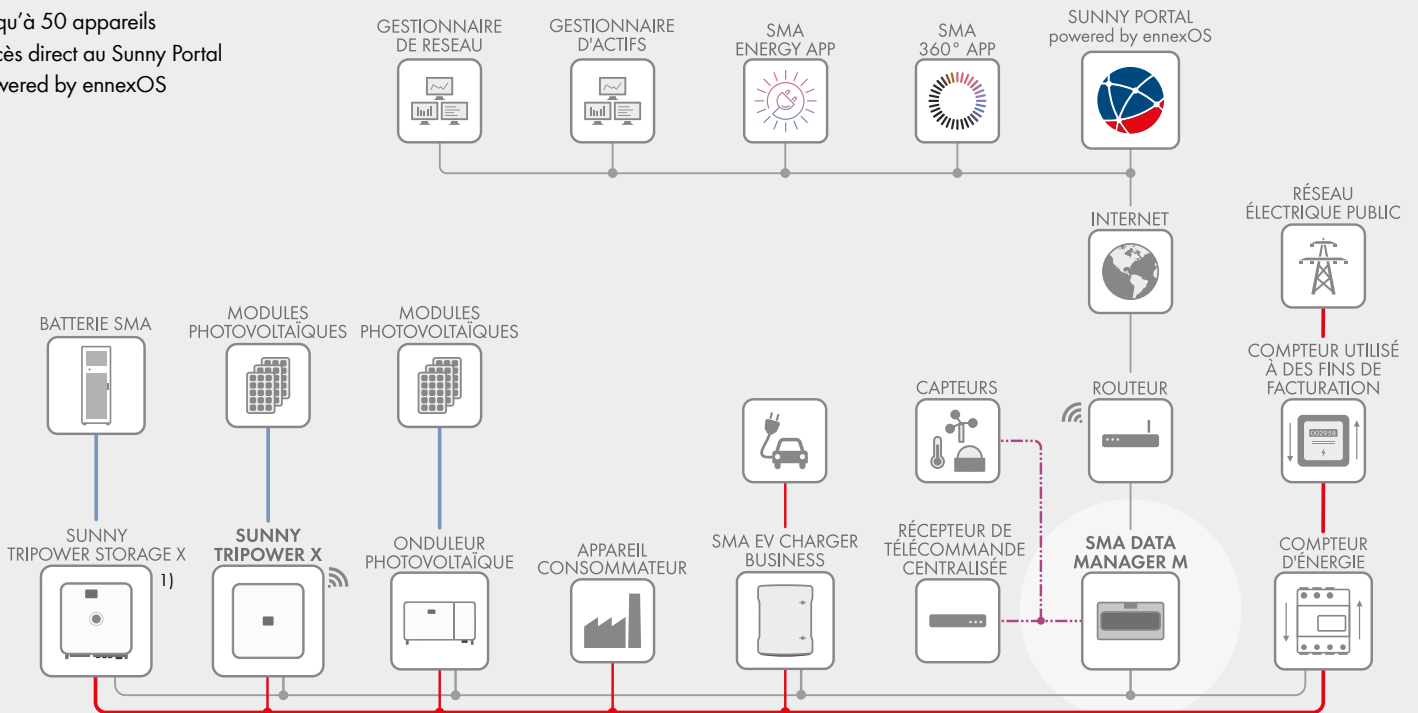 qu'à 50 appareils
cès direct au Sunny Portal
wered by ennexOS
GESTIONNAIRE
DE RESEAU
GESTIONNAIRE
D'ACTIFS
SMA
ENERGY APP
SMA
360° APP
SUNNY PORTAL
powered by ennexOS
INTERNET
RÉSEAU
ÉLECTRIQUE PUBLIC
BATTERIE SMA
MODULES
PHOTOVOLTAÏQUES
MODULES
PHOTOVOLTAÏQUES
CAPTEURS
ROUTEUR
COMPTEUR UTILISÉ
À DES FINS DE
FACTURATION
002938
SUNNY
TRIPOWER STORAGE X
1)
SUNNY
TRIPOWER X
ONDULEUR
PHOTOVOLTAÏQUE
APPAREIL
CONSOMMATEUR
SMA EV CHARGER
BUSINESS
RÉCEPTEUR DE
TÉLÉCOMMANDE
CENTRALISÉE
SMA DATA
MANAGER M
COMPTEUR
D'ÉNERGIE